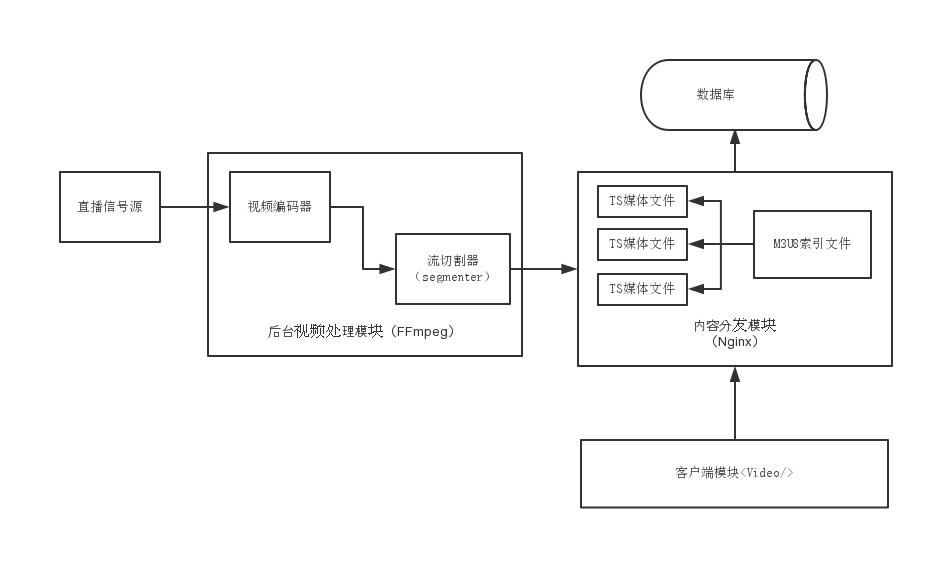 数据库
直播信号源
视频编码器
流切割器
（segmenter）
后台视频处理模块（FFmpeg）
TS媒体文件
TS媒体文件
TS媒体文件
M3U8索引文件
内容分发模块
（Nginx）
客户端模块<Video/>